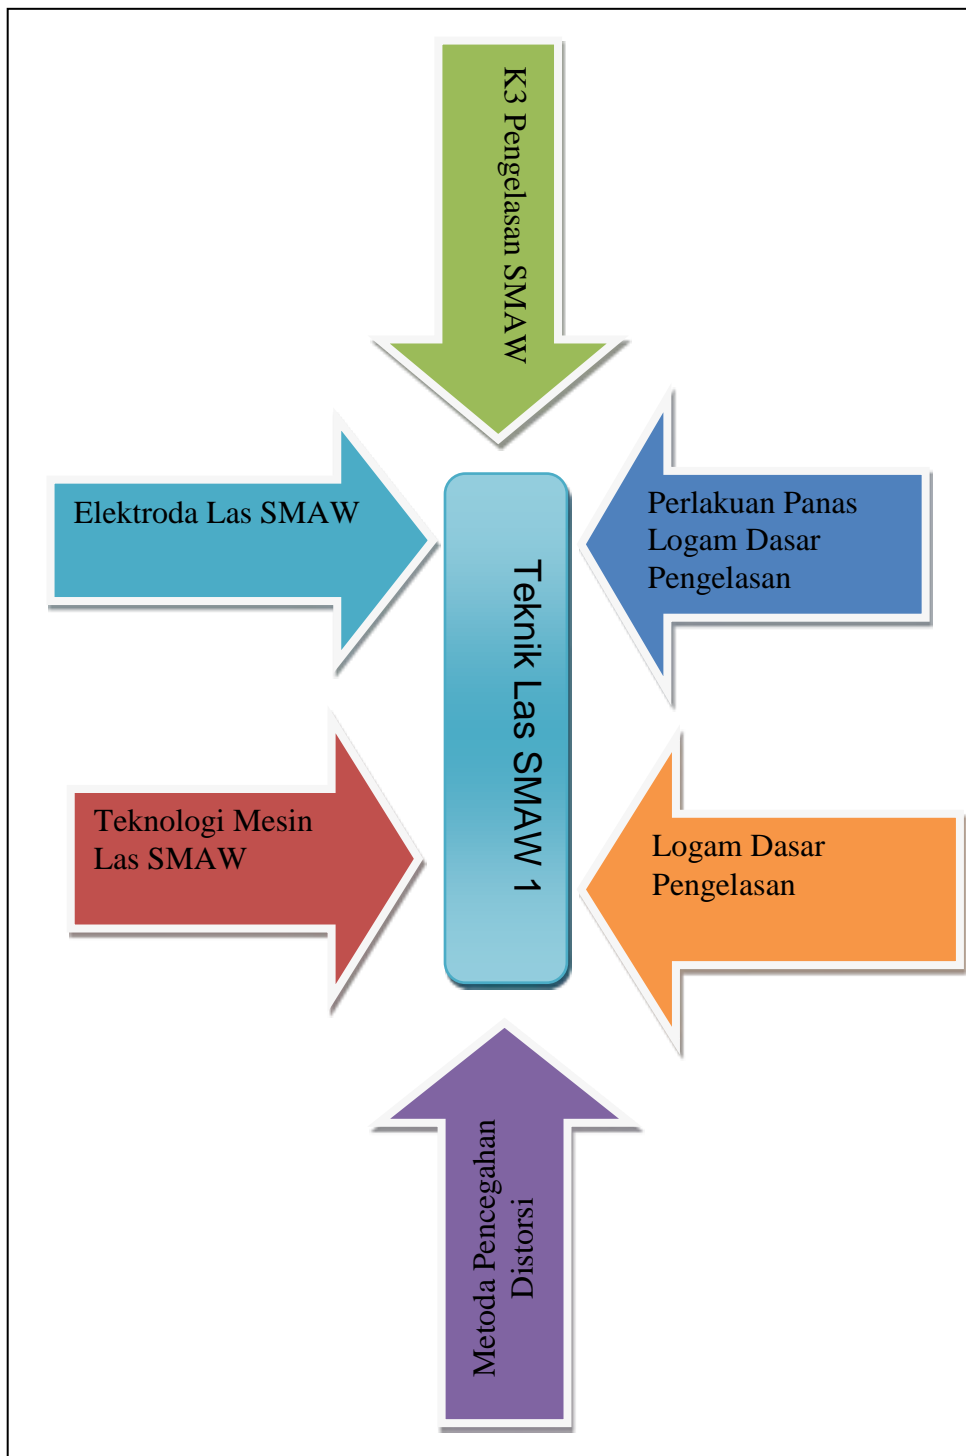 K3 Pengelasan SMAW
Elektroda Las SMAW
Perlakuan Panas
Logam Dasar
Pengelasan
Teknik Las SMAW 1
Teknologi Mesin
Las SMAW
Logam Dasar
Pengelasan
Metoda Pencegahan
Distorsi